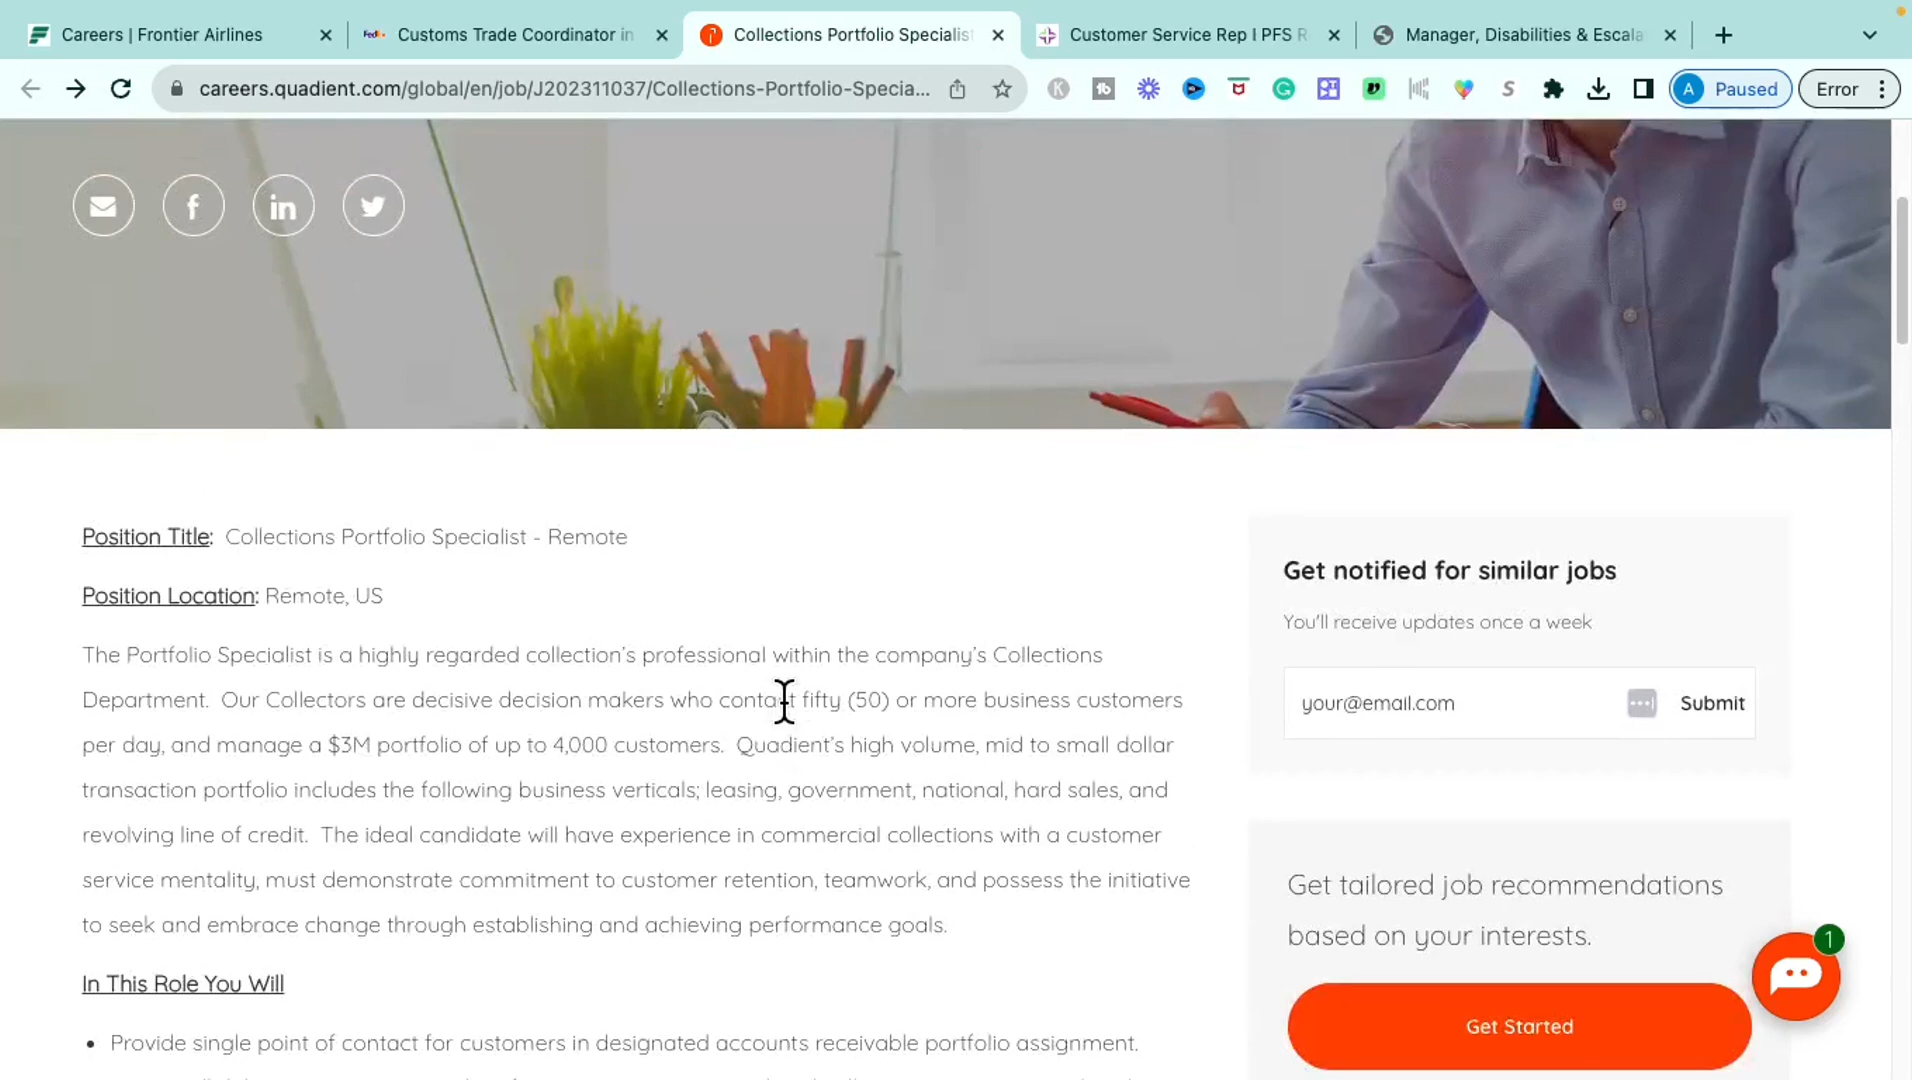 Careers | Frontier Airlines
FedEx Customs Trade Coordinator in
Collections Portfolio Specialist
Customer Service Rep I PFS R
Manager, Disabilities & Escala
careers.quadient.com/global/en/job/J202311037/Collections-Portfolio-Specia...
A Paused
Error
Position Title: Collections Portfolio Specialist - Remote
Position Location: Remote, US
The Portfolio Specialist is a highly regarded collection's professional within the company's Collections
Department. Our Collectors are decisive decision makers who contact fifty (50) or more business customers
per day, and manage a $3M portfolio of up to 4,000 customers. Quadient's high volume, mid to small dollar
transaction portfolio includes the following business verticals; leasing, government, national, hard sales, and
revolving line of credit. The ideal candidate will have experience in commercial collections with a customer
service mentality, must demonstrate commitment to customer retention, teamwork, and possess the initiative
to seek and embrace change through establishing and achieving performance goals.
In This Role You Will
• Provide single point of contact for customers in designated accounts receivable portfolio assignment.
Get notified for similar jobs
You'll receive updates once a week
your@email.com
Submit
Get tailored job recommendations
based on your interests.
Get Started
1